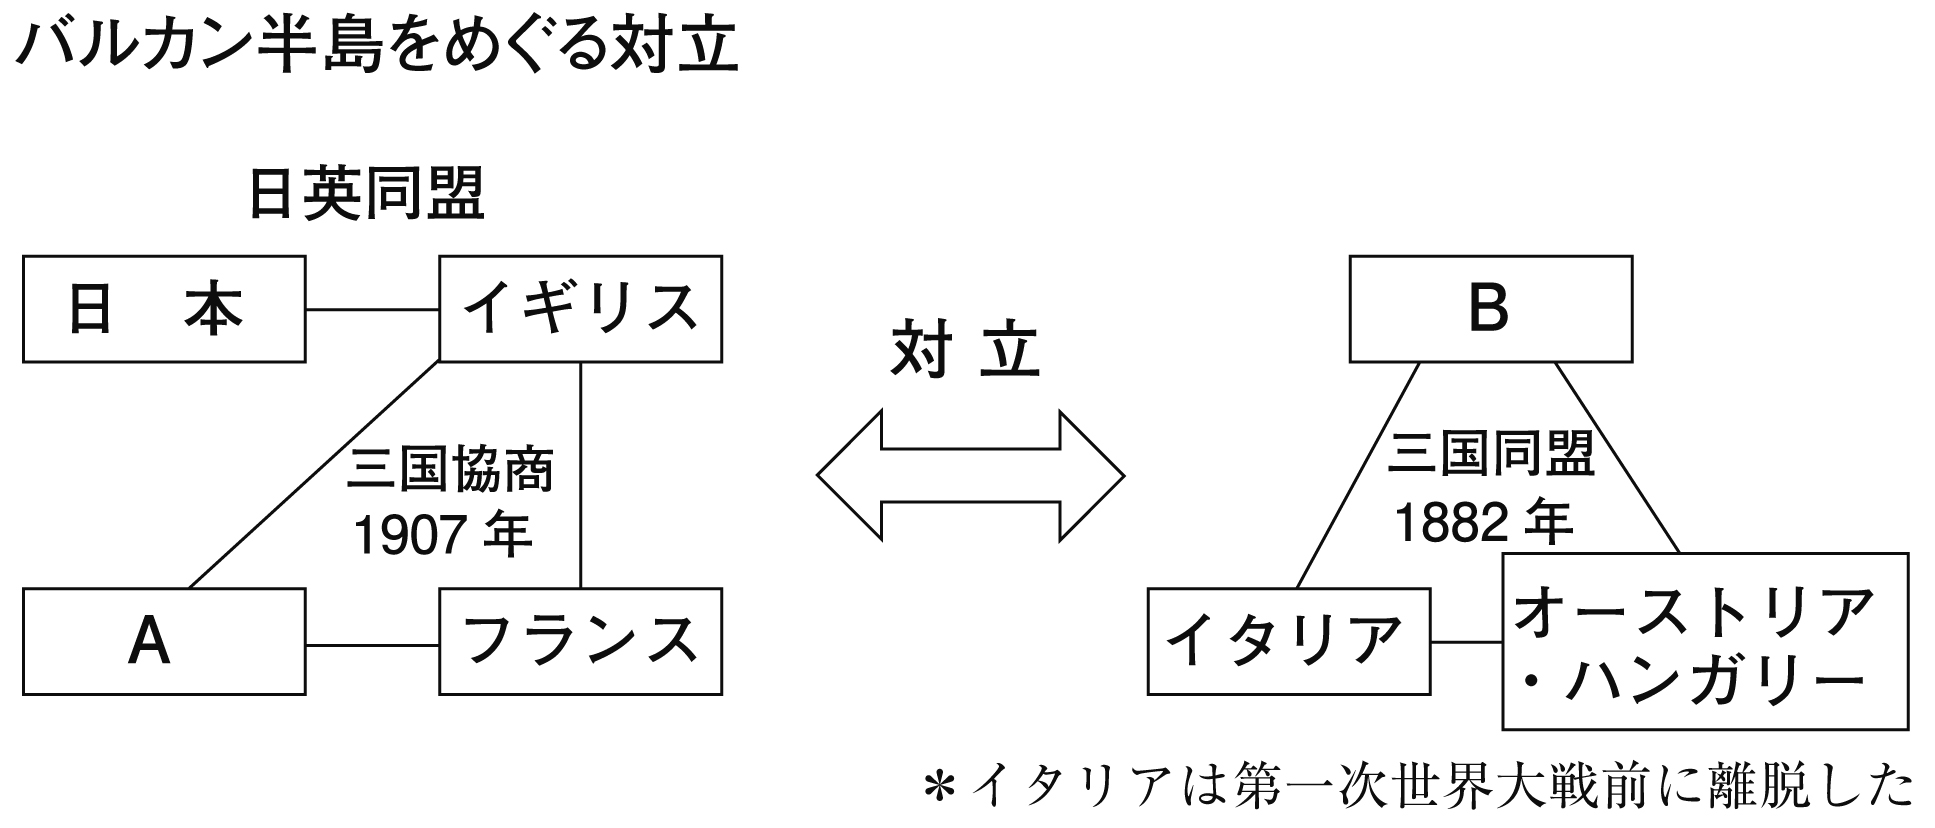 バルカン半島をめぐる対立
日英同盟
日　本
イギリス
三国協商
1907 年
A
フランス
対 立
B
三国同盟
1882 年
イタリア
オーストリア
・ハンガリー
＊イタリアは第一次世界大戦前に離脱した